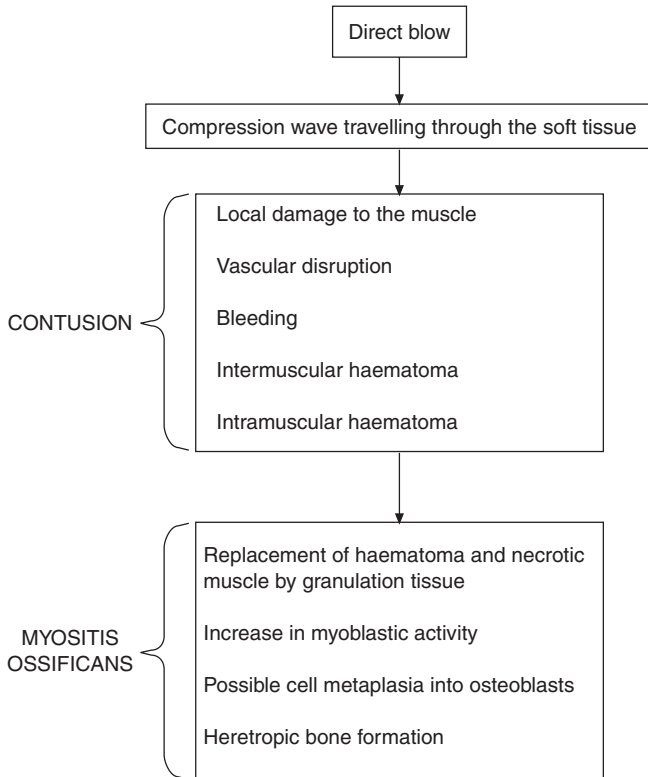 Direct blow
Compression wave travelling through the soft tissue
CONTUSION
Local damage to the muscle
Vascular disruption
Bleeding
Intermuscular haematoma
Intramuscular haematoma
MYOSITIS
OSSIFICANS
Replacement of haematoma and necrotic
muscle by granulation tissue
Increase in myoblastic activity
Possible cell metaplasia into osteoblasts
Heretropic bone formation